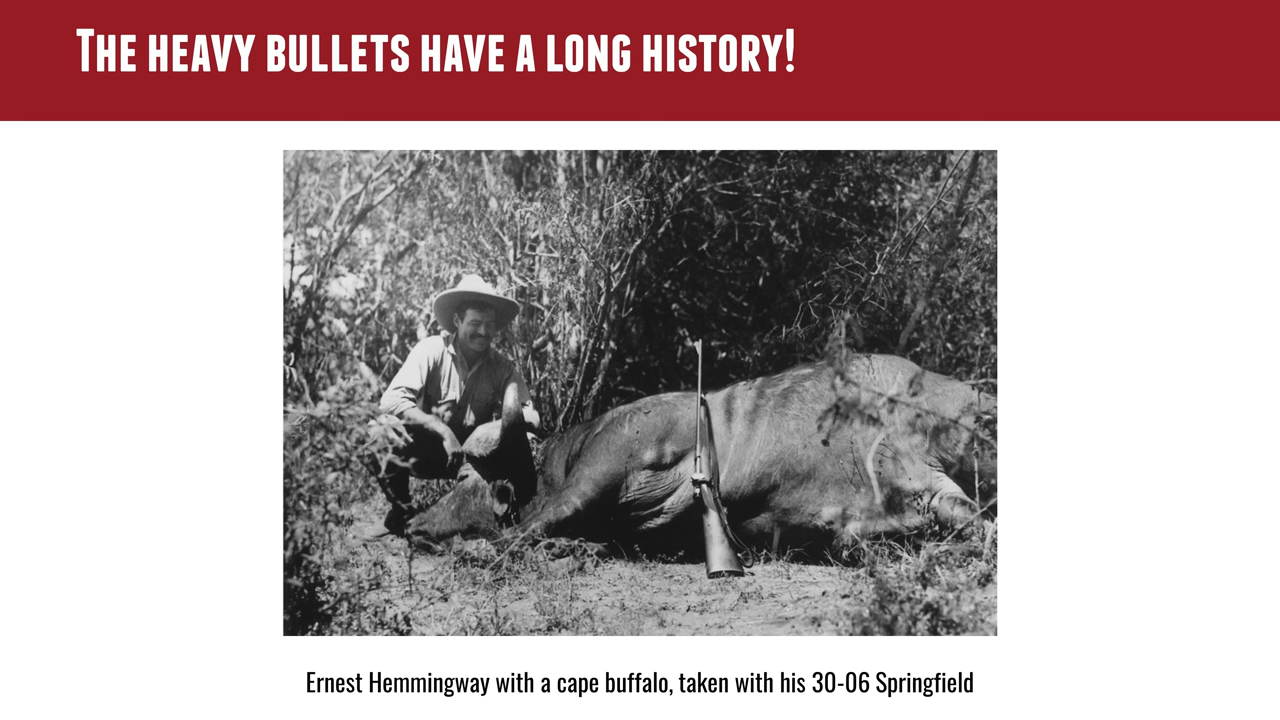 The heavy bullets have a long history!
Ernest Hemmingway with a cape buffalo, taken with his 30-06 Springfield